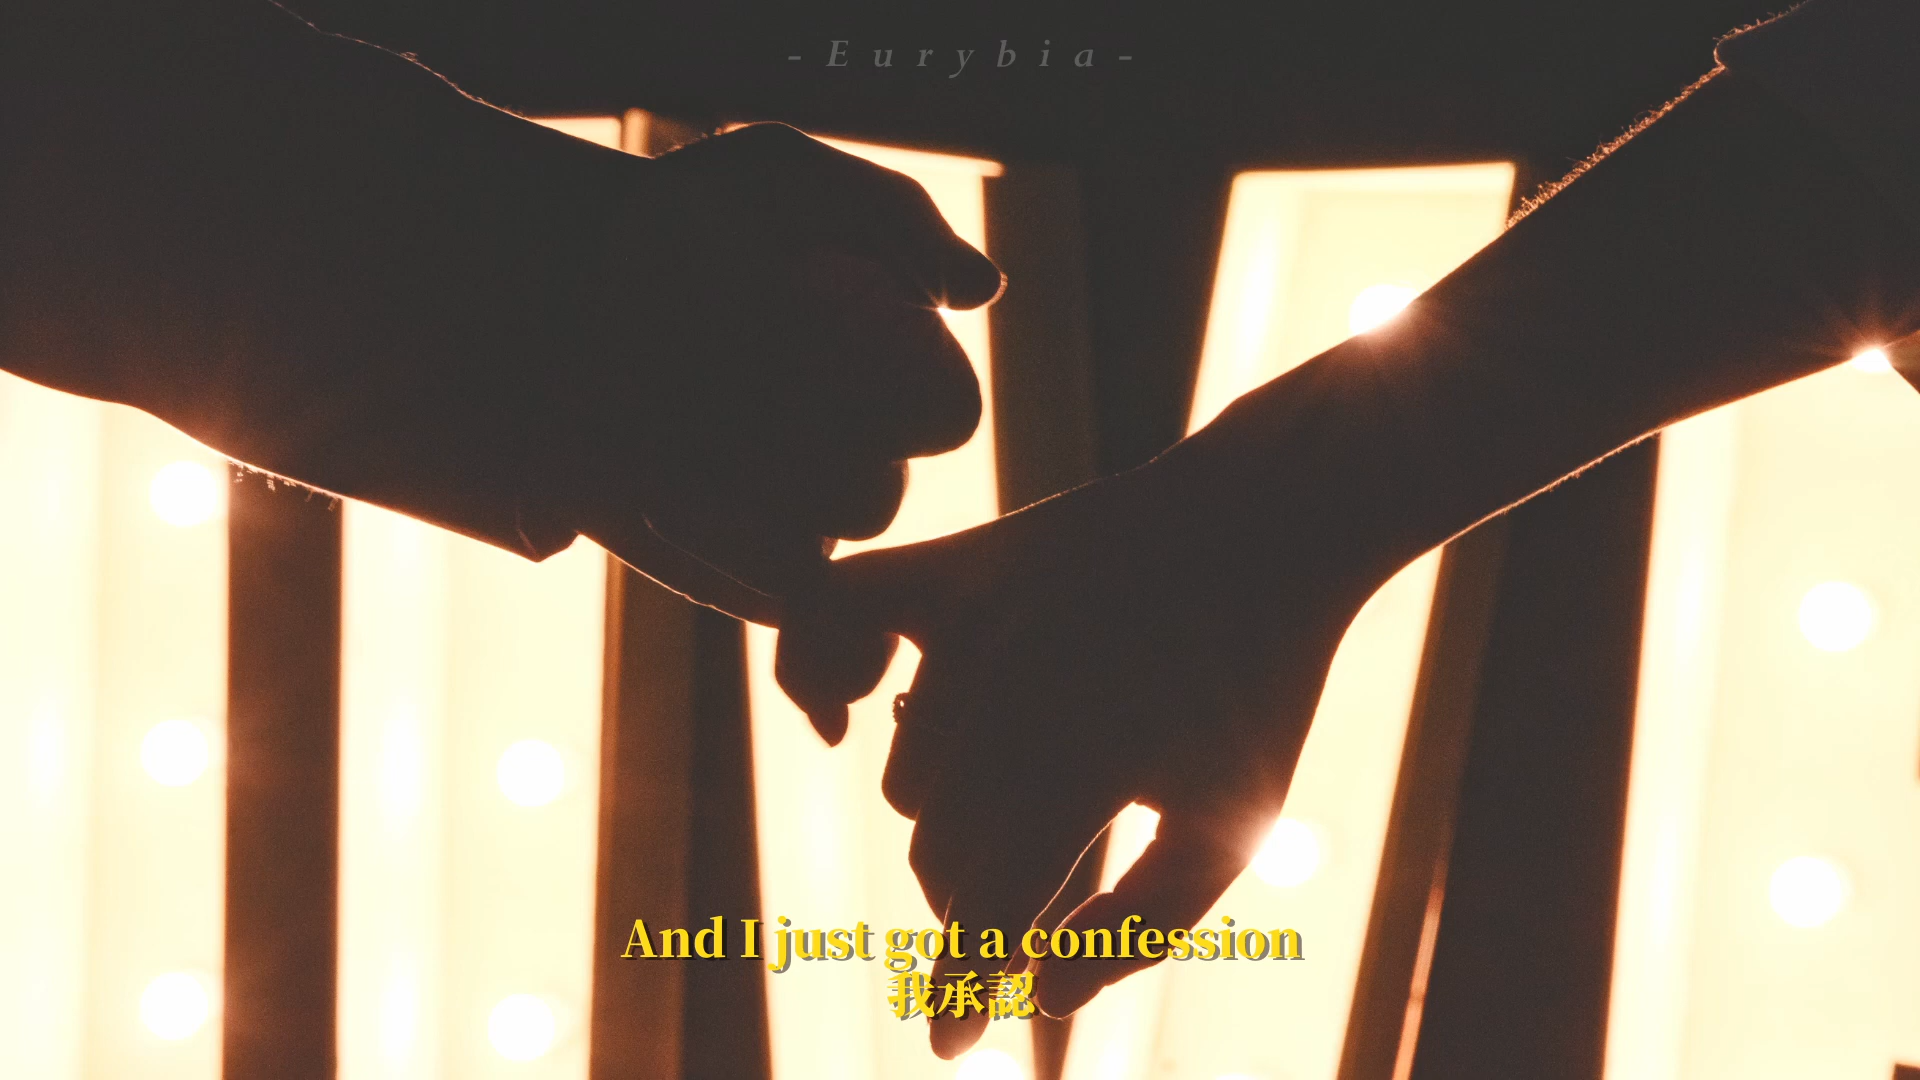 - E u r y b i a -
And I just got a confession
我承認